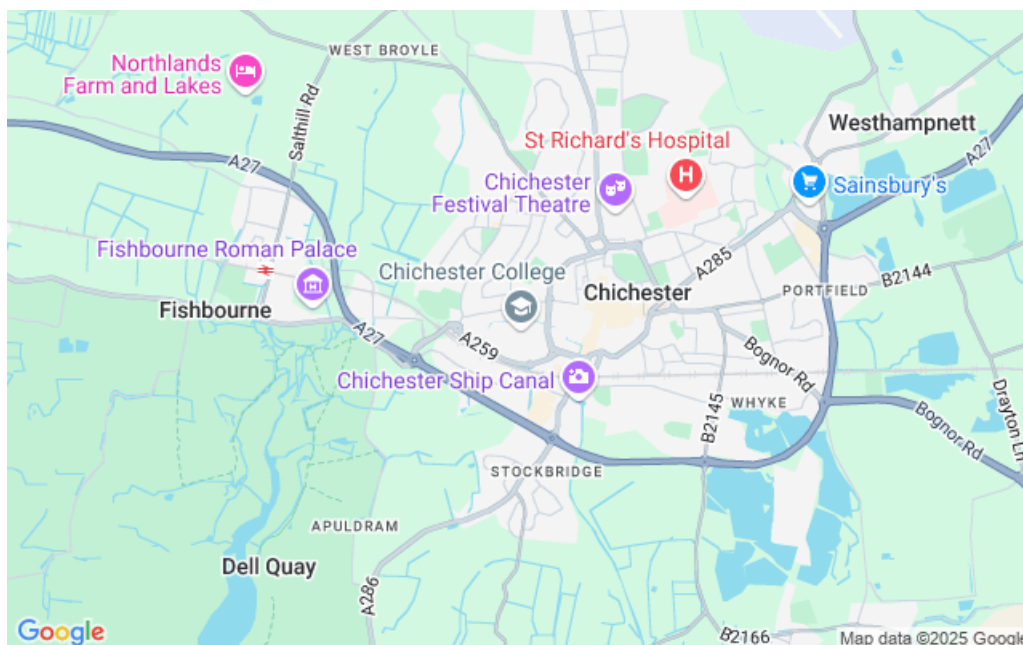 WEST BROYLE
Northlands
Farm and Lakes
Salthill Rd
A27
St Richard's Hospital
Westhampnett
A27
Chichester
Festival Theatre
Sainsbury's
Fishbourne Roman Palace
Chichester College
A285
B2144
Chichester
PORTFIELD
Fishbourne
A27
A259
Bognor Rd
Chichester Ship Canal
WHYKE
B2145
Bognor Rd
Drayton Ln
STOCKBRIDGE
APULDRAM
Dell Quay
A286
Google
B2166
Map data ©2025 Google